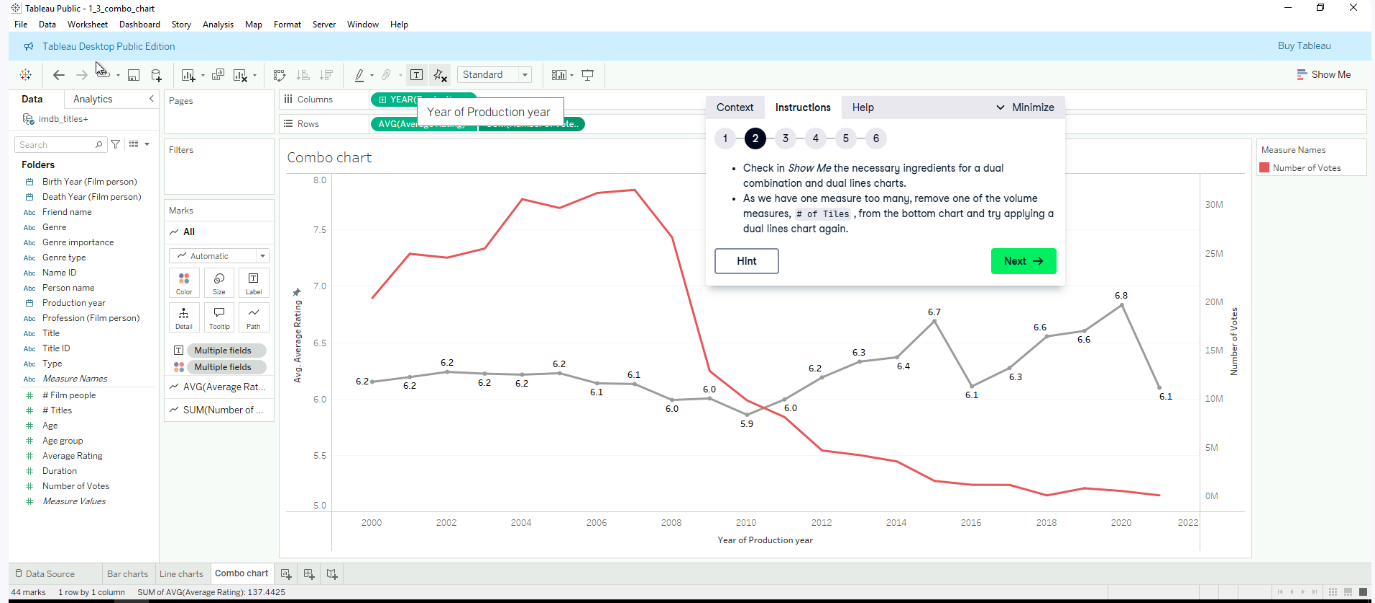 Tableau Public - 1_3_combo_chart
File Data Worksheet Dashboard Story Analysis Map Format Server Window Help
Tableau Desktop Public Edition
Buy Tableau
Standard
Show Me
Data
Analytics
imdb_titles+
Search
Folders
Birth Year (Film person)
Death Year (Film person)
Abc Friend name
Abc Genre
Abc Genre importance
Abc Genre type
Abc Name ID
Abc Person name
Production year
Abc Profession (Film person)
Abc Title
Abc Title ID
Abc Type
Abc Measure Names
# Film people
# Titles
Age
Age group
Average Rating
Duration
Number of Votes
Measure Values
Pages
Filters
Marks
All
Automatic
Color
Size
Label
Detail
Tooltip
Path
Multiple fields
Multiple fields
AVG(Average Rat...
SUM(Number of ...
Columns
Rows
Year of Production year
Combo chart
Context
Instructions
Help
Minimize
1 2 3 4 5 6
• Check in Show Me the necessary ingredients for a dual
combination and dual lines charts.
• As we have one measure too many, remove one of the volume
measures, # of Tiles , from the bottom chart and try applying a
dual lines chart again.
Hint
Next →
Measure Names
Number of Votes
8.0
7.5
7.0
6.5
6.0
5.5
5.0
Avg. Average Rating
6.2
6.2
6.2
6.2
6.2
6.2
6.1
6.1
6.0
6.0
5.9
6.0
6.2
6.3
6.4
6.7
6.1
6.3
6.6
6.6
6.8
6.1
30M
25M
20M
15M
10M
5M
0M
Number of Votes
2000 2002 2004 2006 2008 2010 2012 2014 2016 2018 2020 2022
Year of Production year
Data Source
Bar charts
Line charts
Combo chart
44 marks 1 row by 1 column SUM of AVG(Average Rating): 137.4425